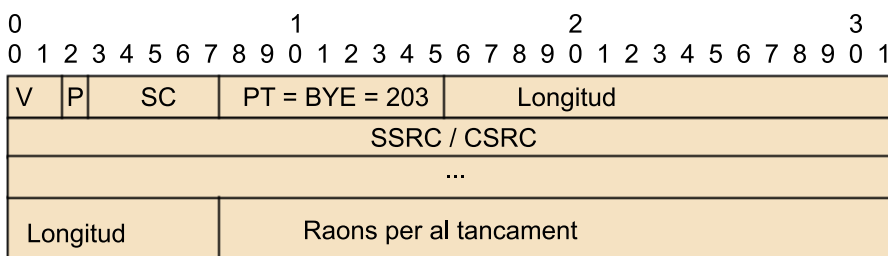 0 1 2 3
0 1 2 3 4 5 6 7 8 9 0 1 2 3 4 5 6 7 8 9 0 1 2 3 4 5 6 7 8 9 0 1
V P SC PT = BYE = 203 Longitud
SSRC / CSRC
...
Longitud Raons per al tancament